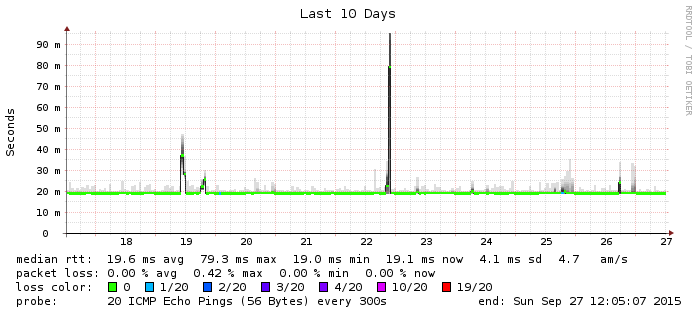 Last 10 Days
RRDTOOL / TOBI OETIKER
Seconds
90 m
80 m
70 m
60 m
50 m
40 m
30 m
20 m
10 m
0
18 19 20 21 22 23 24 25 26 27
median rtt: 19.6 ms avg 79.3 ms max 19.0 ms min 19.1 ms now 4.1 ms sd 4.7 am/s
packet loss: 0.00 % avg 0.42 % max 0.00 % min 0.00 % now
loss color: 0 1/20 2/20 3/20 4/20 10/20 19/20
probe: 20 ICMP Echo Pings (56 Bytes) every 300s end: Sun Sep 27 12:05:07 2015